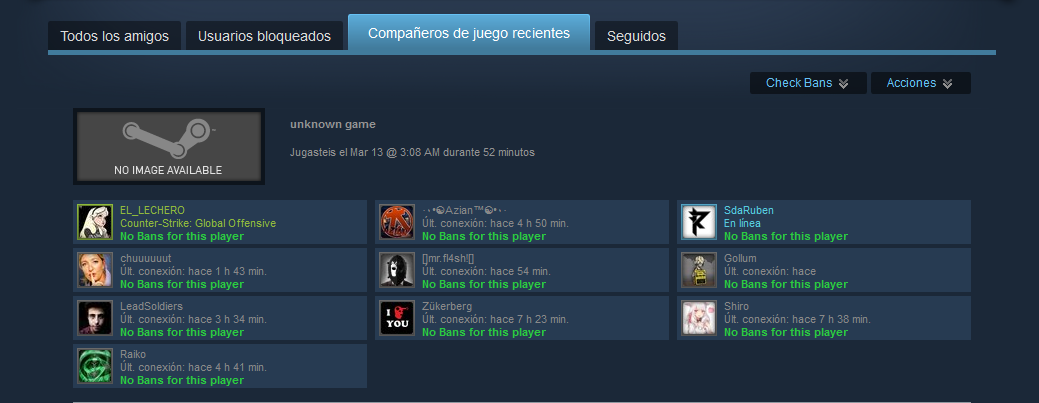 Todos los amigos
Usuarios bloqueados
Compañeros de juego recientes
Seguidos
Check Bans
Acciones
NO IMAGE AVAILABLE
unknown game
Jugasteis el Mar 13 @ 3:08 AM durante 52 minutos
EL_LECHERO
Counter-Strike: Global Offensive
No Bans for this player
·∙•☯Azian™☯•∙·
Últ. conexión: hace 4 h 50 min.
No Bans for this player
SdaRuben
En línea
No Bans for this player
chuuuuuut
Últ. conexión: hace 1 h 43 min.
No Bans for this player
[]mr.fl4sh![]
Últ. conexión: hace 54 min.
No Bans for this player
Gollum
Últ. conexión: hace
No Bans for this player
LeadSoldiers
Últ. conexión: hace 3 h 34 min.
No Bans for this player
I
YOU
Zükerberg
Últ. conexión: hace 7 h 23 min.
No Bans for this player
Shiro
Últ. conexión: hace 7 h 38 min.
No Bans for this player
Raiko
Últ. conexión: hace 4 h 41 min.
No Bans for this player